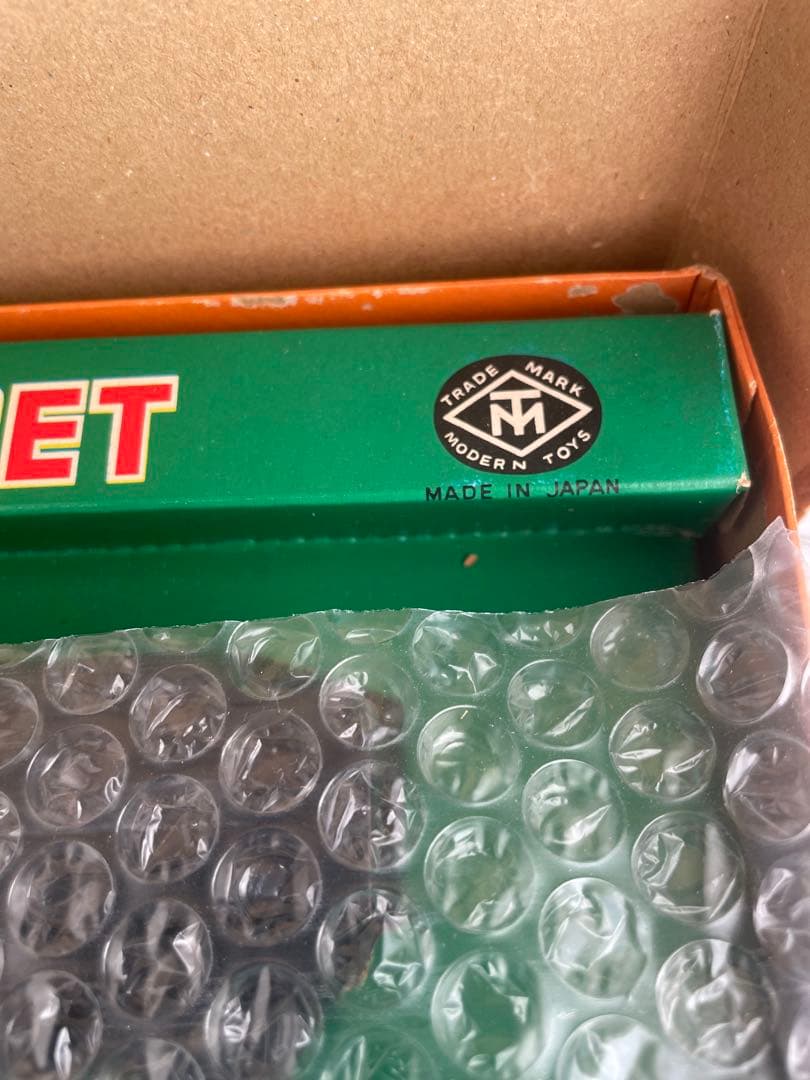 ET
TRADE MARK
TM
MODERN TOYS
MADE IN JAPAN